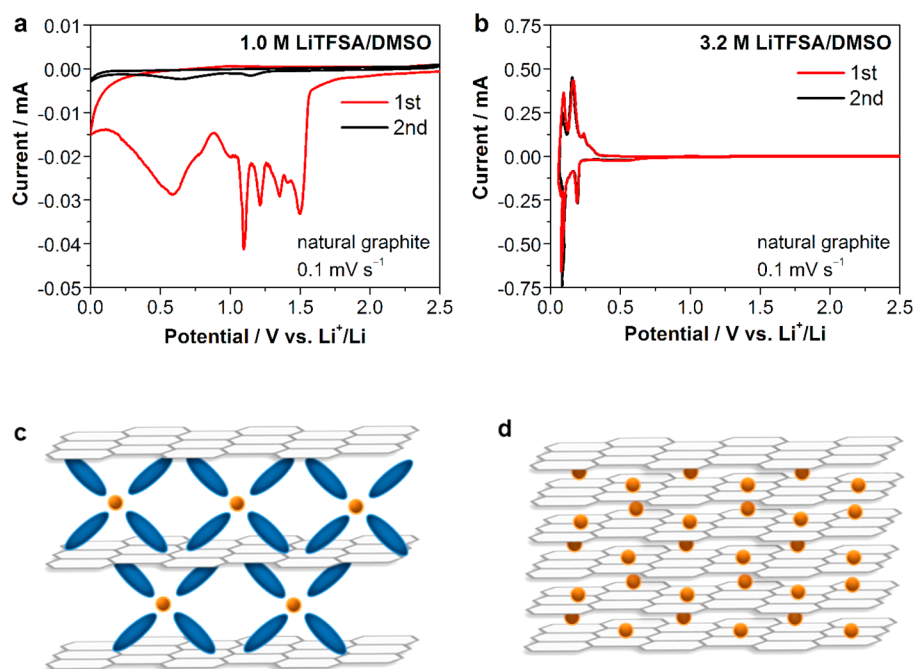 a
1.0 M LiTFSA/DMSO
0.01
0.00
-0.01
-0.02
-0.03
-0.04
-0.05
Current / mA
1st
2nd
natural graphite
0.1 mV s⁻¹
0.0 0.5 1.0 1.5 2.0 2.5
Potential / V vs. Li⁺/Li
b
3.2 M LiTFSA/DMSO
0.75
0.50
0.25
0.00
-0.25
-0.50
-0.75
Current / mA
1st
2nd
natural graphite
0.1 mV s⁻¹
0.0 0.5 1.0 1.5 2.0 2.5
Potential / V vs. Li⁺/Li
c
d